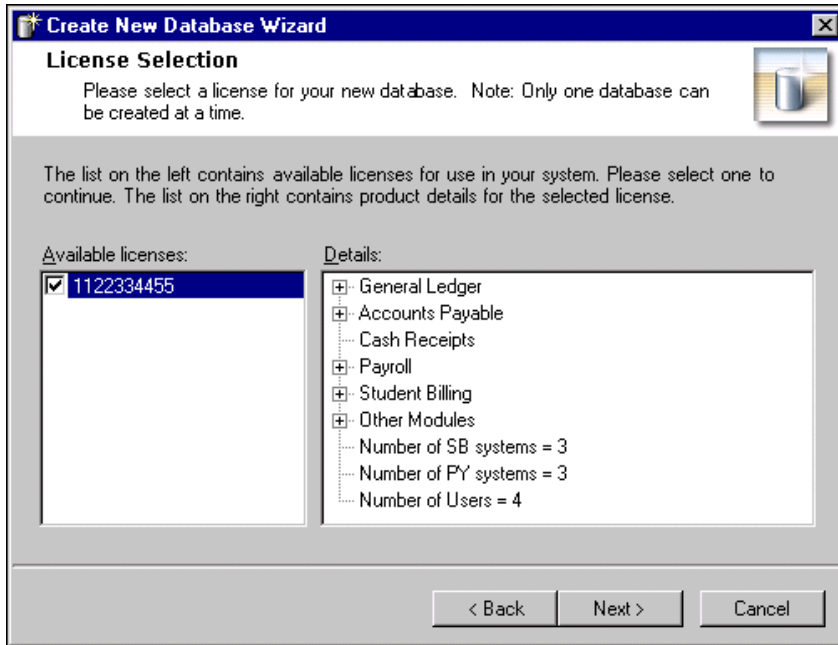 Create New Database Wizard
License Selection
Please select a license for your new database. Note: Only one database can
be created at a time.
The list on the left contains available licenses for use in your system. Please select one to
continue. The list on the right contains product details for the selected license.
Available licenses:
1122334455
Details:
General Ledger
Accounts Payable
Cash Receipts
Payroll
Student Billing
Other Modules
Number of SB systems = 3
Number of PY systems = 3
Number of Users = 4
< Back
Next >
Cancel